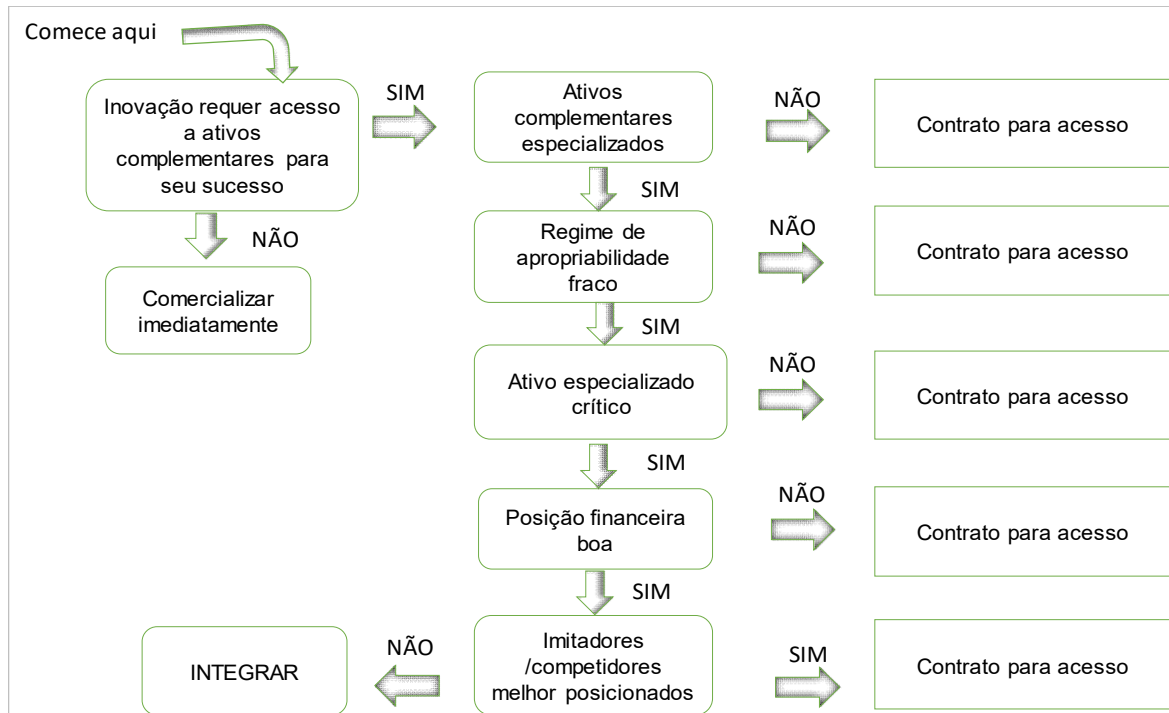 Comece aqui
Inovação requer acesso
a ativos
complementares para
seu sucesso
SIM
Ativos
complementares
especializados
NÃO
Contrato para acesso
NÃO
SIM
Comercializar
imediatamente
Regime de
apropriabilidade
fraco
NÃO
Contrato para acesso
SIM
Ativo especializado
crítico
NÃO
Contrato para acesso
SIM
Posição financeira
boa
NÃO
Contrato para acesso
SIM
INTEGRAR
NÃO
Imitadores
/competidores
melhor posicionados
SIM
Contrato para acesso